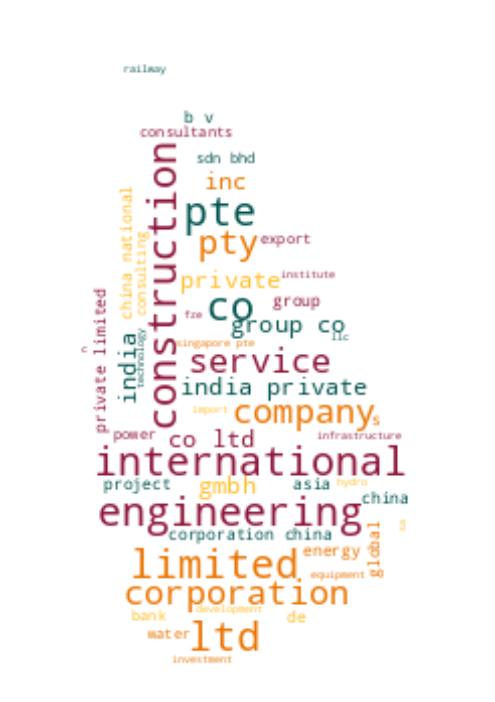 railway
b v
consultants
sdn bhd
inc
construction
china national
pte
pty
export
consulting
private
institute
private limited
co
group
fze
group co
llc
technology
india
singapore pte
c
service
india private
import
company
s
power
co ltd
infrastructure
international
project
gmbh
asia
hydro
china
engineering
corporation china
global
energy
limited
equipment
corporation
development
bank
de
water
ltd
investment